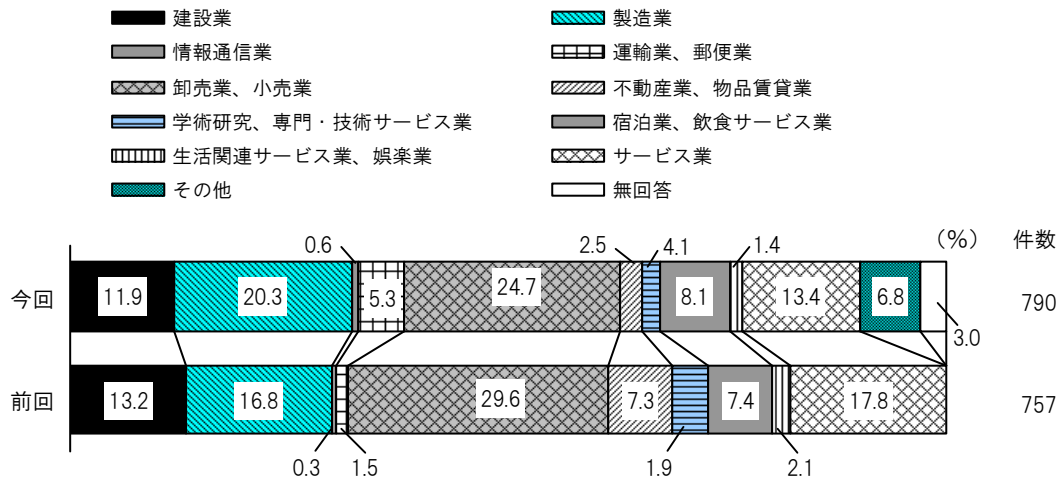 建設業 製造業
情報通信業 運輸業、郵便業
卸売業、小売業 不動産業、物品賃貸業
学術研究、専門・技術サービス業 宿泊業、飲食サービス業
生活関連サービス業、娯楽業 サービス業
その他 無回答
0.6 2.5 4.1 1.4 (%) 件数
今回 11.9 20.3 5.3 24.7 8.1 13.4 6.8 790
3.0
前回 13.2 16.8 29.6 7.3 7.4 17.8 757
0.3 1.5 1.9 2.1